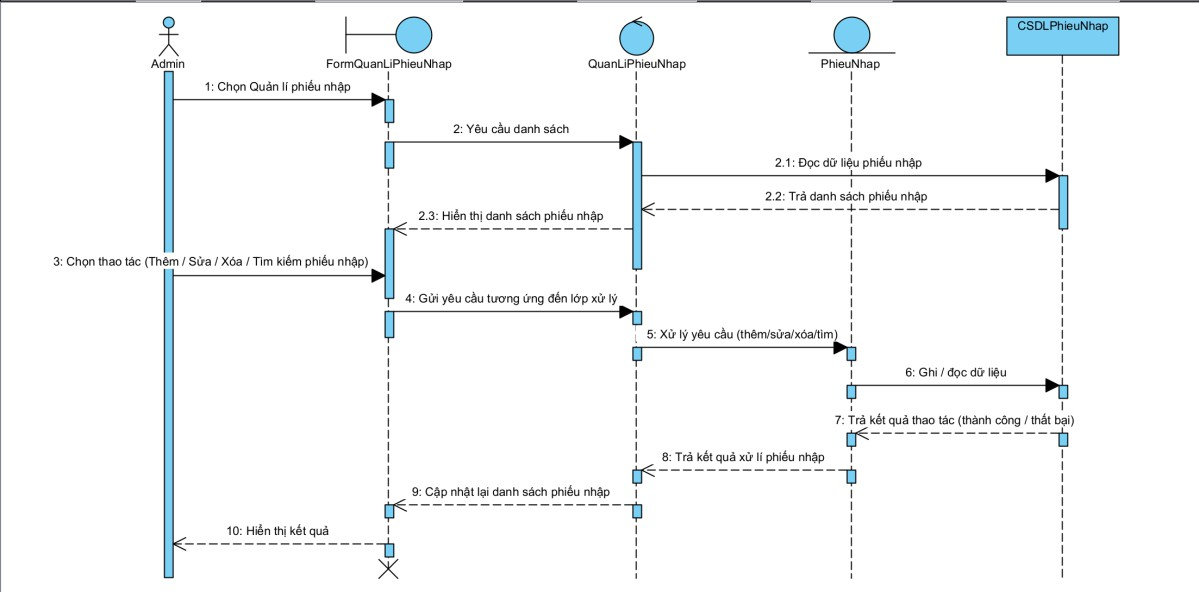 CSDLPhieuNhap
Admin
FormQuanLiPhieuNhap
QuanLiPhieuNhap
PhieuNhap
1: Chọn Quản lí phiếu nhập
2: Yêu cầu danh sách
2.1: Đọc dữ liệu phiếu nhập
2.2: Trả danh sách phiếu nhập
2.3: Hiển thị danh sách phiếu nhập
3: Chọn thao tác (Thêm / Sửa / Xóa / Tìm kiếm phiếu nhập)
4: Gửi yêu cầu tương ứng đến lớp xử lý
5: Xử lý yêu cầu (thêm/sửa/xóa/tìm)
6: Ghi / đọc dữ liệu
7: Trả kết quả thao tác (thành công / thất bại)
8: Trả kết quả xử lí phiếu nhập
9: Cập nhật lại danh sách phiếu nhập
10: Hiển thị kết quả